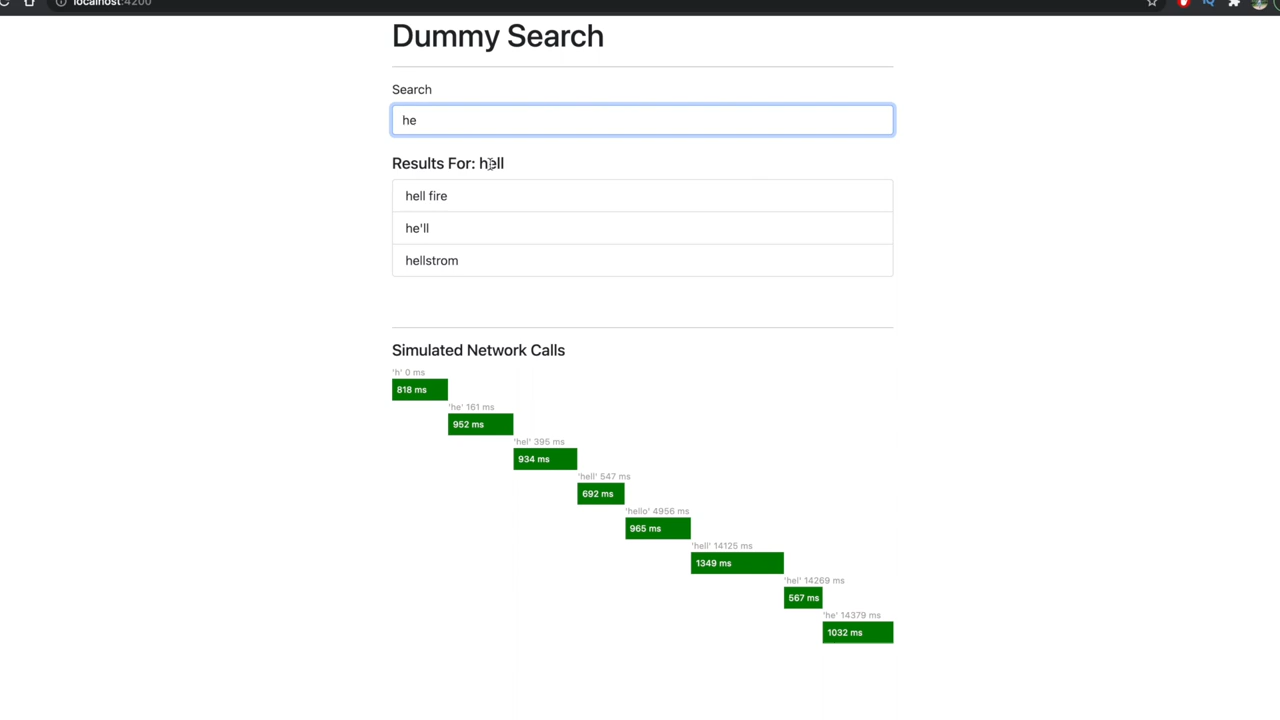 localhost:4200
Dummy Search
Search
he
Results For: hell
hell fire
he'll
hellstrom
Simulated Network Calls
'h' 0 ms
818 ms
'he' 161 ms
952 ms
'hel' 395 ms
934 ms
'hell' 547 ms
692 ms
'hello' 4956 ms
965 ms
'hell' 14125 ms
1349 ms
'hel' 14269 ms
567 ms
'he' 14379 ms
1032 ms